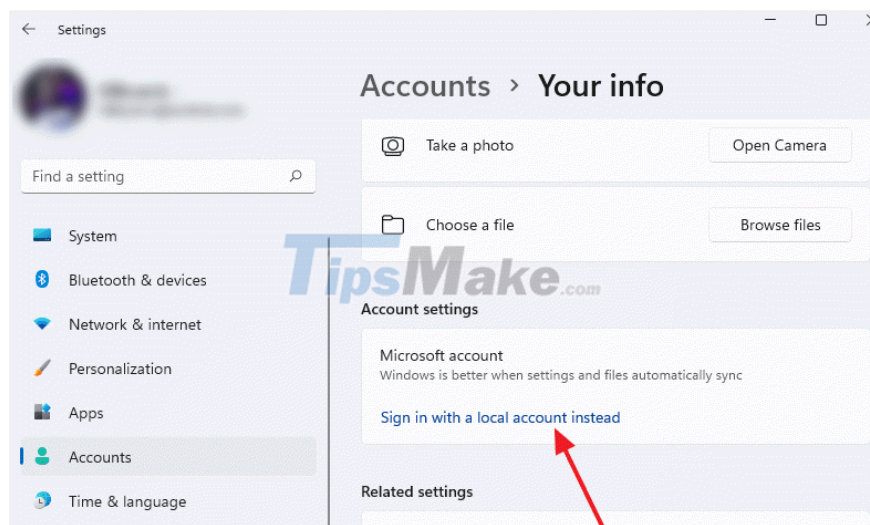 Settings
Accounts > Your info
Take a photo
Open Camera
Find a setting
Choose a file
Browse files
System
Bluetooth & devices
TipsMake.com
Account settings
Network & internet
Microsoft account
Windows is better when settings and files automatically sync
Personalization
Apps
Sign in with a local account instead
Accounts
Related settings
Time & language